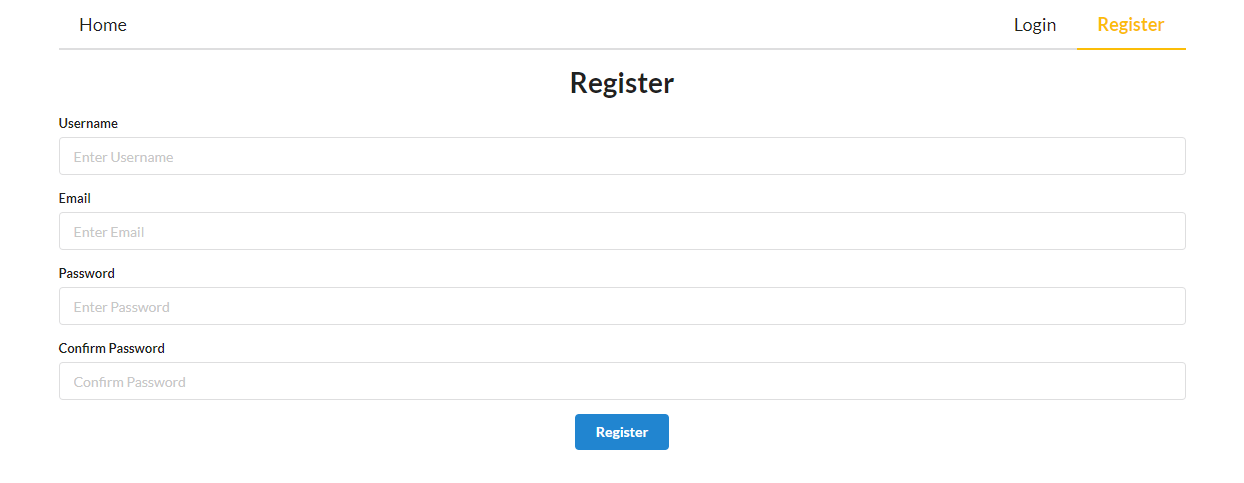 Home Login Register
Register
Username
Enter Username
Email
Enter Email
Password
Enter Password
Confirm Password
Confirm Password
Register